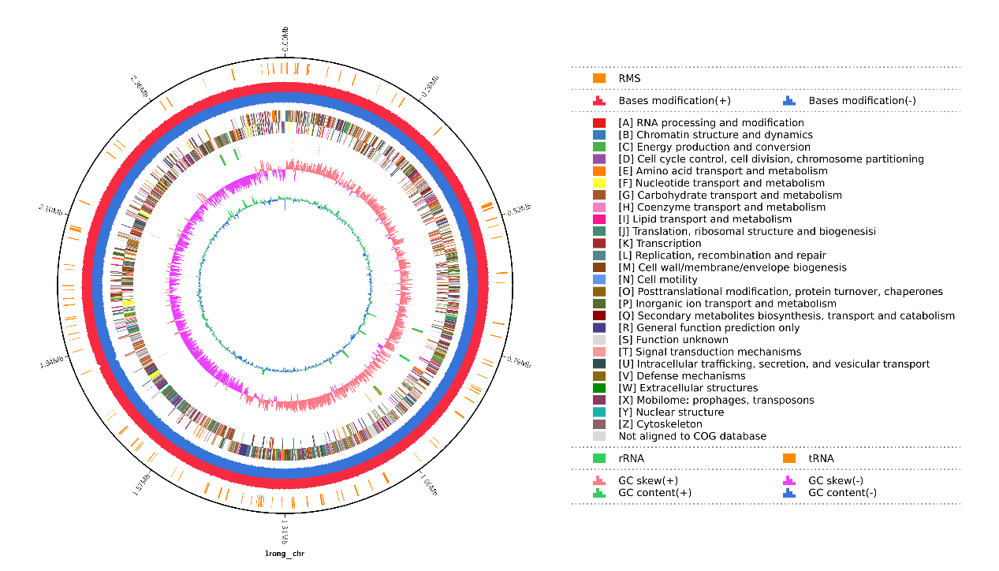 0.00Mb
0.26Mb
0.52Mb
0.79Mb
1.05Mb
1.31Mb
1.57Mb
1.84Mb
2.10Mb
2.36Mb
1rong_chr
RMS
Bases modification(+) Bases modification(-)
[A] RNA processing and modification
[B] Chromatin structure and dynamics
[C] Energy production and conversion
[D] Cell cycle control, cell division, chromosome partitioning
[E] Amino acid transport and metabolism
[F] Nucleotide transport and metabolism
[G] Carbohydrate transport and metabolism
[H] Coenzyme transport and metabolism
[I] Lipid transport and metabolism
[J] Translation, ribosomal structure and biogenesisi
[K] Transcription
[L] Replication, recombination and repair
[M] Cell wall/membrane/envelope biogenesis
[N] Cell motility
[O] Posttranslational modification, protein turnover, chaperones
[P] Inorganic ion transport and metabolism
[Q] Secondary metabolites biosynthesis, transport and catabolism
[R] General function prediction only
[S] Function unknown
[T] Signal transduction mechanisms
[U] Intracellular trafficking, secretion, and vesicular transport
[V] Defense mechanisms
[W] Extracellular structures
[X] Mobilome: prophages, transposons
[Y] Nuclear structure
[Z] Cytoskeleton
Not aligned to COG database
rRNA tRNA
GC skew(+) GC skew(-)
GC content(+) GC content(-)